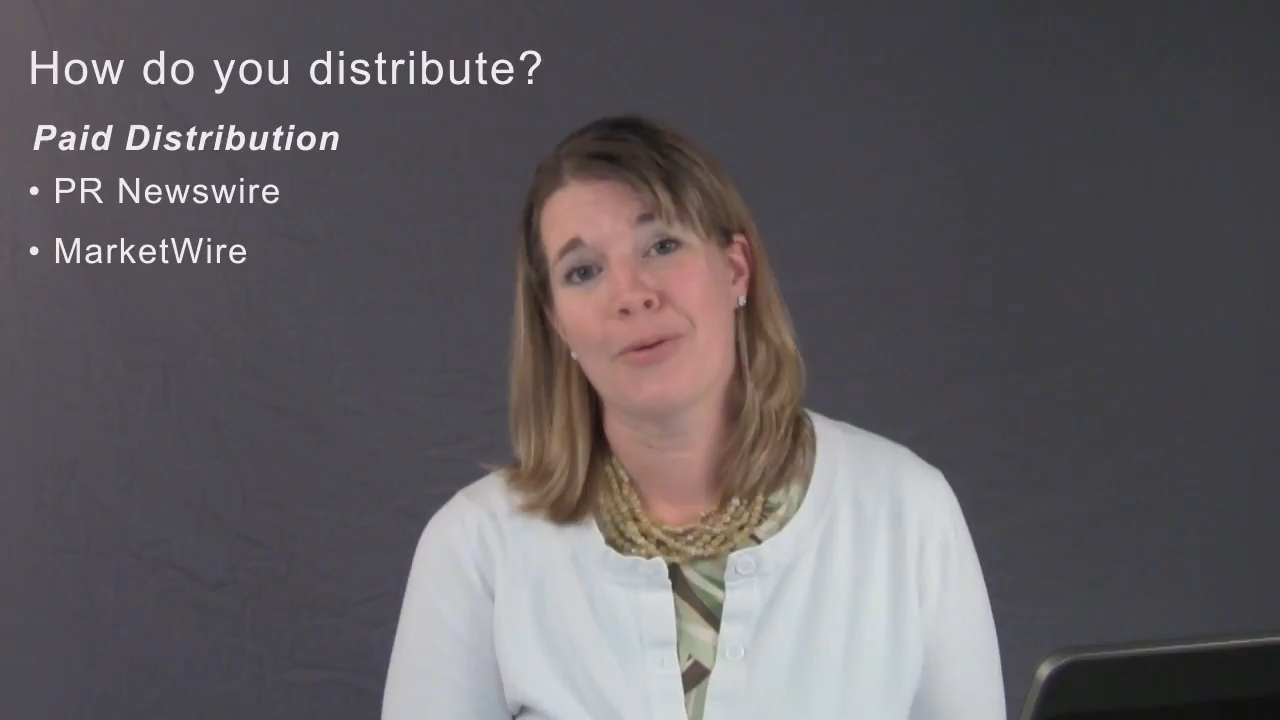 How do you distribute?
Paid Distribution
• PR Newswire
• MarketWire